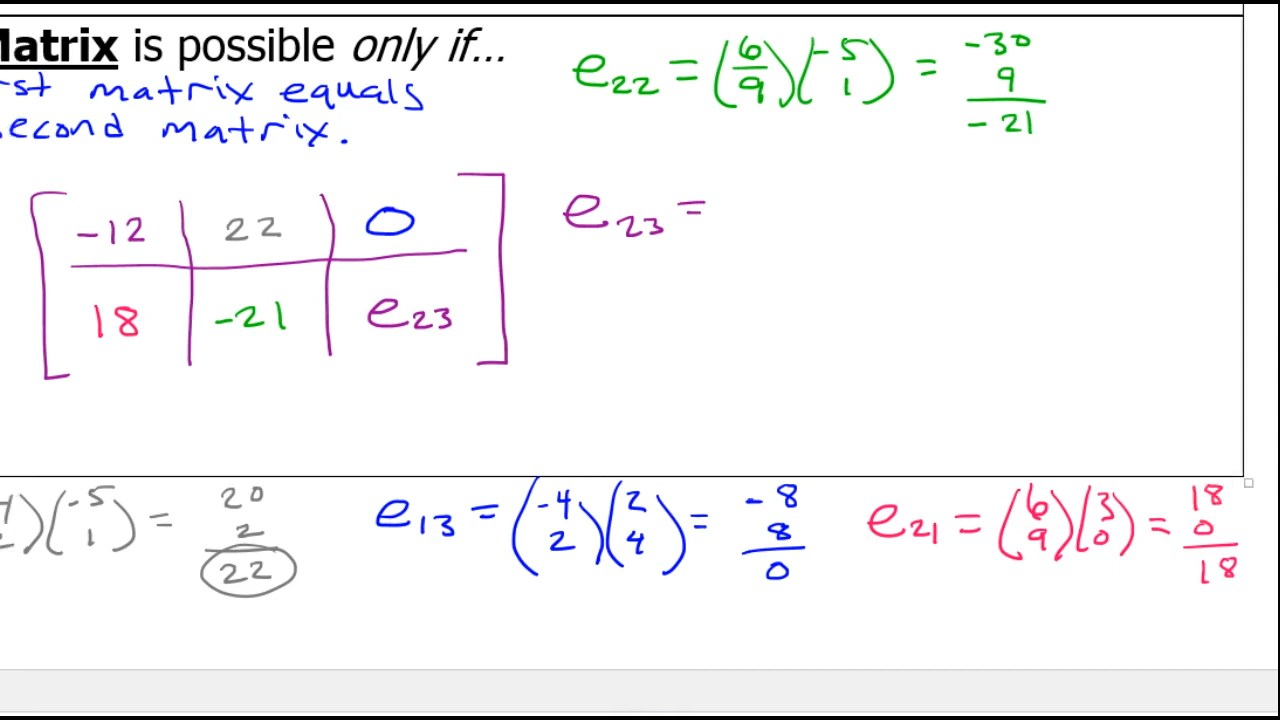 Matrix is possible only if...
rst matrix equals
second matrix.
e22 = (6 9)(-5 1) = -30 9 -21
-12 22 0
18 -21 e23
e23 =
)(-5 1) = 20 2 22
e13 = (-4 2)(2 4) = -8 8 0
e21 = (6 9)(3 0) = 18 0 18